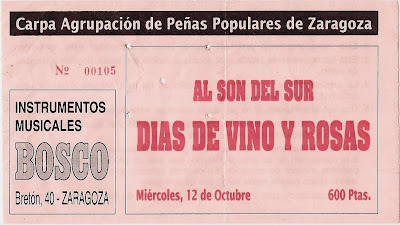 Carpa Agrupación de Peñas Populares de Zaragoza
Nº 00105
INSTRUMENTOS
MUSICALES
BOSCO
Bretón, 40 - ZARAGOZA
AL SON DEL SUR
DIAS DE VINO Y ROSAS
Miércoles, 12 de Octubre
600 Ptas.